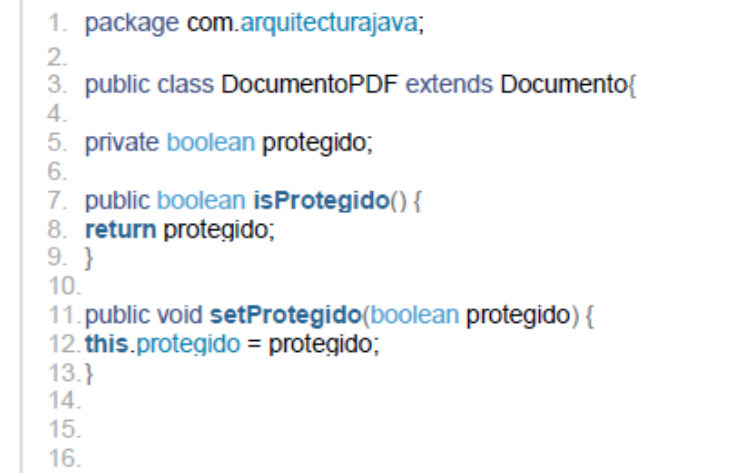 1. package com.arquitecturajava;
2.
3. public class DocumentoPDF extends Documento{
4.
5. private boolean protegido;
6.
7. public boolean isProtegido() {
8. return protegido;
9. }
10.
11. public void setProtegido(boolean protegido) {
12. this.protegido = protegido;
13. }
14.
15.
16.